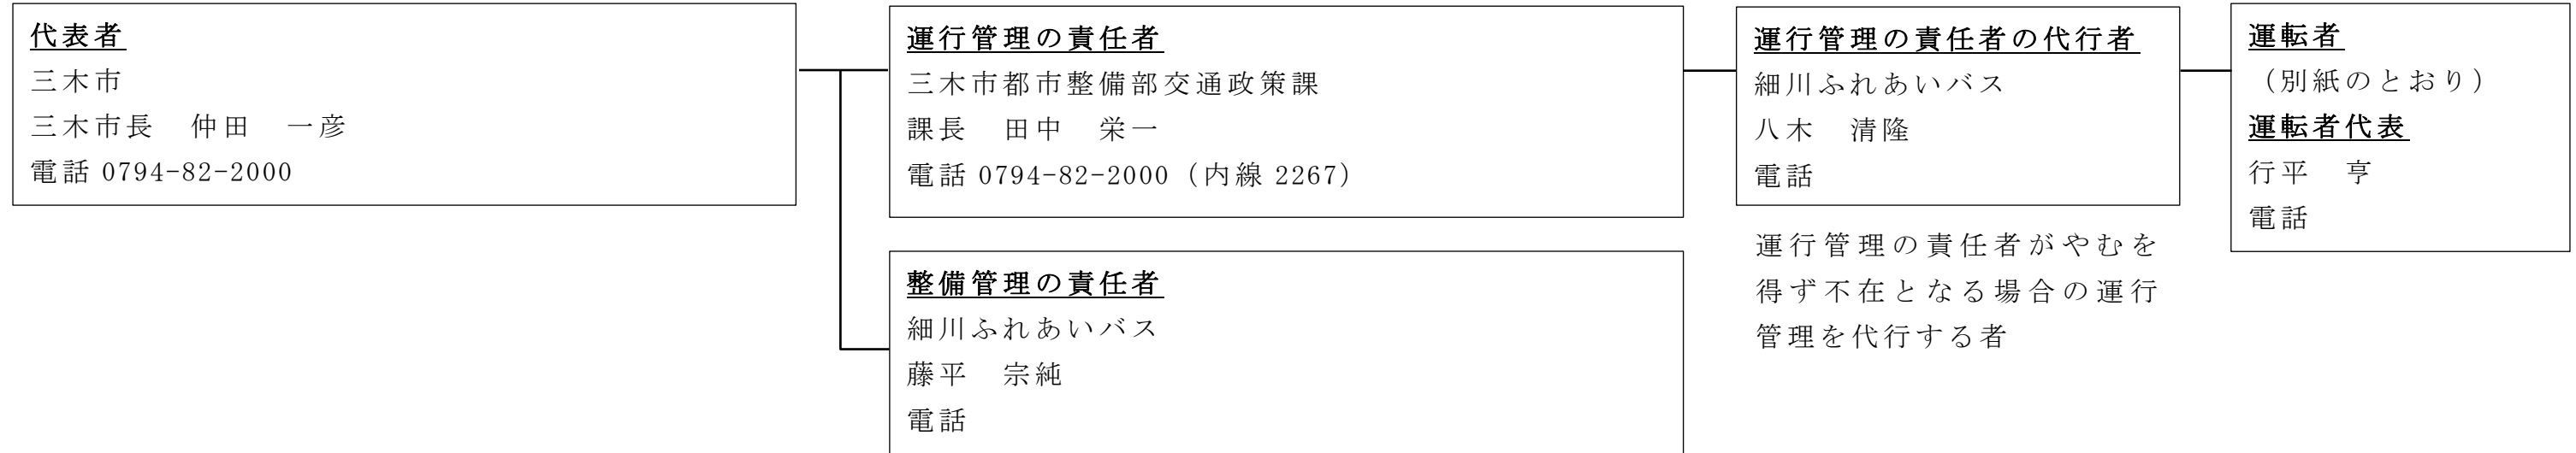 代表者
三木市
三木市長　仲田　一彦
電話 0794-82-2000
運行管理の責任者
三木市都市整備部交通政策課
課長　田中　栄一
電話 0794-82-2000（内線 2267）
整備管理の責任者
細川ふれあいバス
藤平　宗純
電話
運行管理の責任者の代行者
細川ふれあいバス
八木　清隆
電話
運行管理の責任者がやむを
得ず不在となる場合の運行
管理を代行する者
運転者
（別紙のとおり）
運転者代表
行平　亨
電話